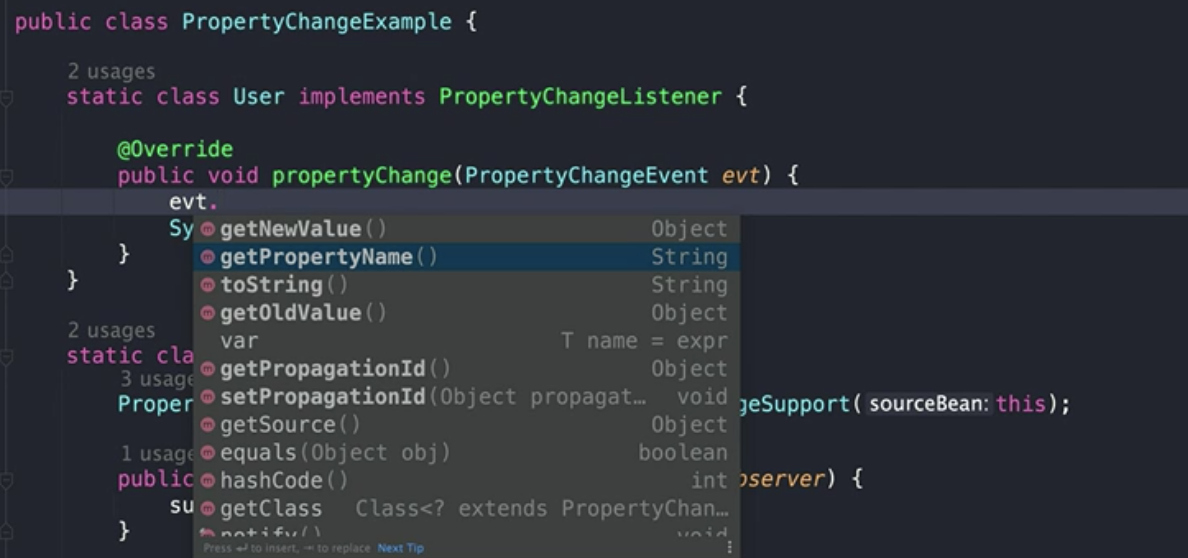 public class PropertyChangeExample {
2 usages
static class User implements PropertyChangeListener {
@Override
public void propertyChange(PropertyChangeEvent evt) {
evt.
Sy
getNewValue() Object
}
getPropertyName() String
}
toString() String
getOldValue() Object
2 usages
var T name = expr
static cla
getPropagationId() Object
3 usage
setPropagationId(Object propagat… void
Proper geSupport( sourceBean: this);
getSource() Object
1 usage
equals(Object obj) boolean
public server) {
hashCode() int
su
getClass Class<? extends PropertyChan…
}
notify() void
Press ↵ to insert, → to replace Next Tip